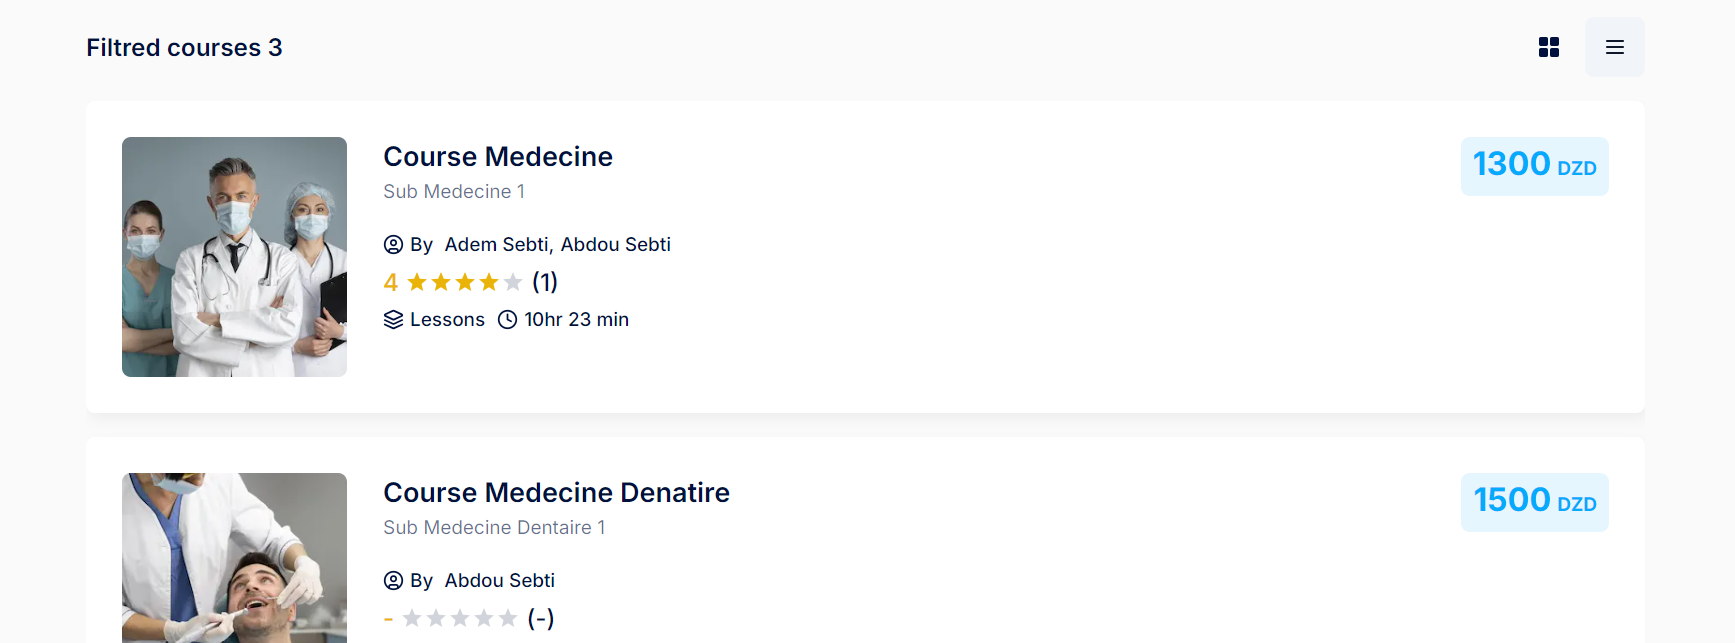 Filtred courses 3
Course Medecine
1300 DZD
Sub Medecine 1
By Adem Sebti, Abdou Sebti
4 (1)
Lessons 10hr 23 min
Course Medecine Denatire
1500 DZD
Sub Medecine Dentaire 1
By Abdou Sebti
- (-)